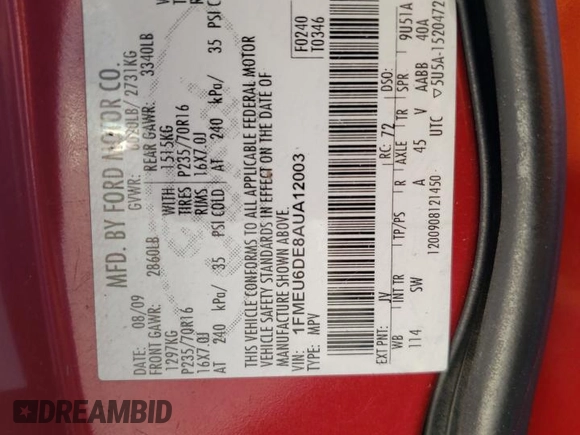 MFD. BY FORD MOTOR CO.
DATE: 08/09 GVWR: 2731KG
FRONT GAWR: 2860LB REAR GAWR: 3340LB
1297KG WITH 1515KG WITH
P235/70R16 TIRES P235/70R16
16X7.0J RIMS 16X7.0J
AT 240 kPa/ 35 PSI COLD AT 240 kPa/ 35 PSI COLD
THIS VEHICLE CONFORMS TO ALL APPLICABLE FEDERAL MOTOR
VEHICLE SAFETY STANDARDS IN EFFECT ON THE DATE OF
MANUFACTURE SHOWN ABOVE.
VIN: 1FMEU6DE8AUA12003
TYPE: MPV
F0240
T0346
EXT PNT: JV RC: 72 DSO:
WB INT TR TP/PS R AXLE TR SPR 9U51A
114 SW A 45 V AABB 40A
1200908121450 UTC ▽5U5A-1520472
DREAMBID